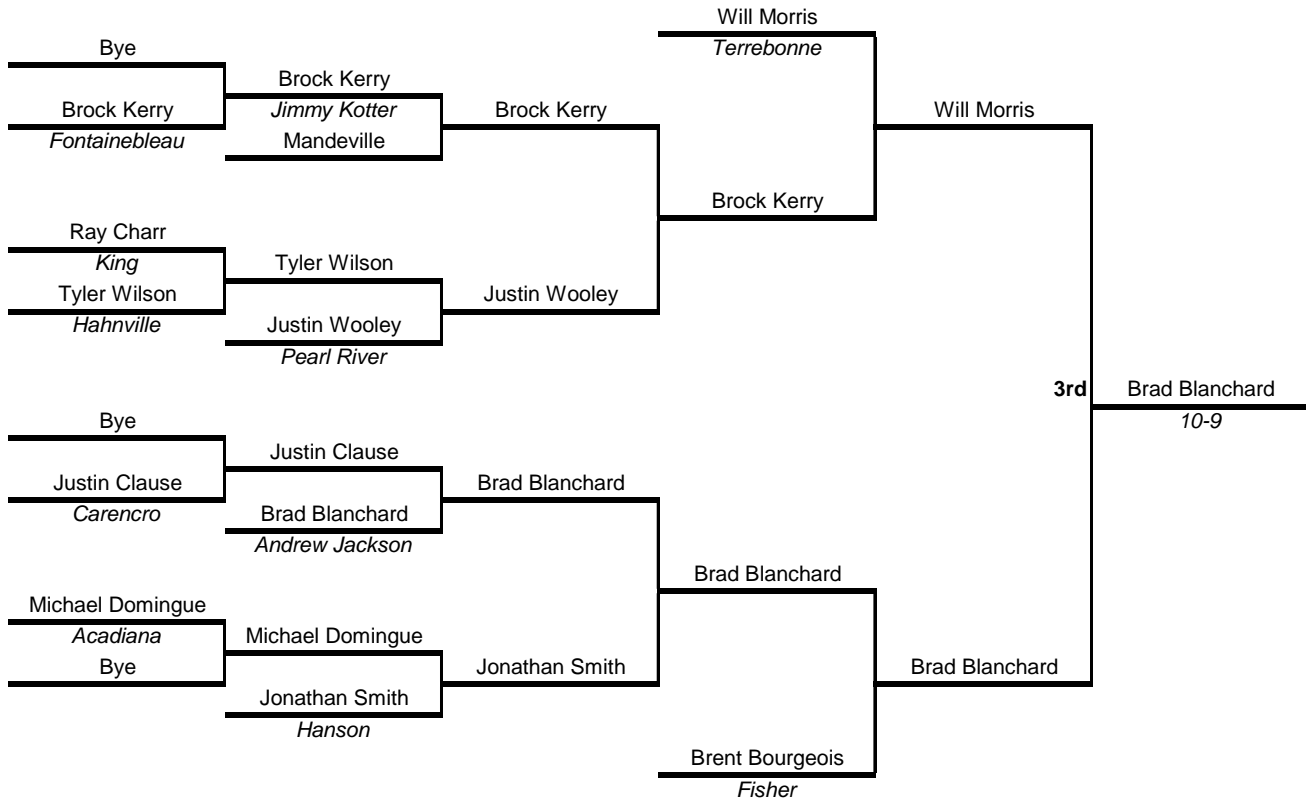 Will Morris
Terrebonne
Bye
Brock Kerry
Brock Kerry
Jimmy Kotter
Brock Kerry
Will Morris
Fontainebleau
Mandeville
Brock Kerry
Ray Charr
King
Tyler Wilson
Tyler Wilson
Justin Wooley
Hahnville
Justin Wooley
Pearl River
3rd
Brad Blanchard
10-9
Bye
Justin Clause
Justin Clause
Brad Blanchard
Carencro
Brad Blanchard
Andrew Jackson
Brad Blanchard
Michael Domingue
Acadiana
Michael Domingue
Bye
Jonathan Smith
Brad Blanchard
Jonathan Smith
Hanson
Brent Bourgeois
Fisher